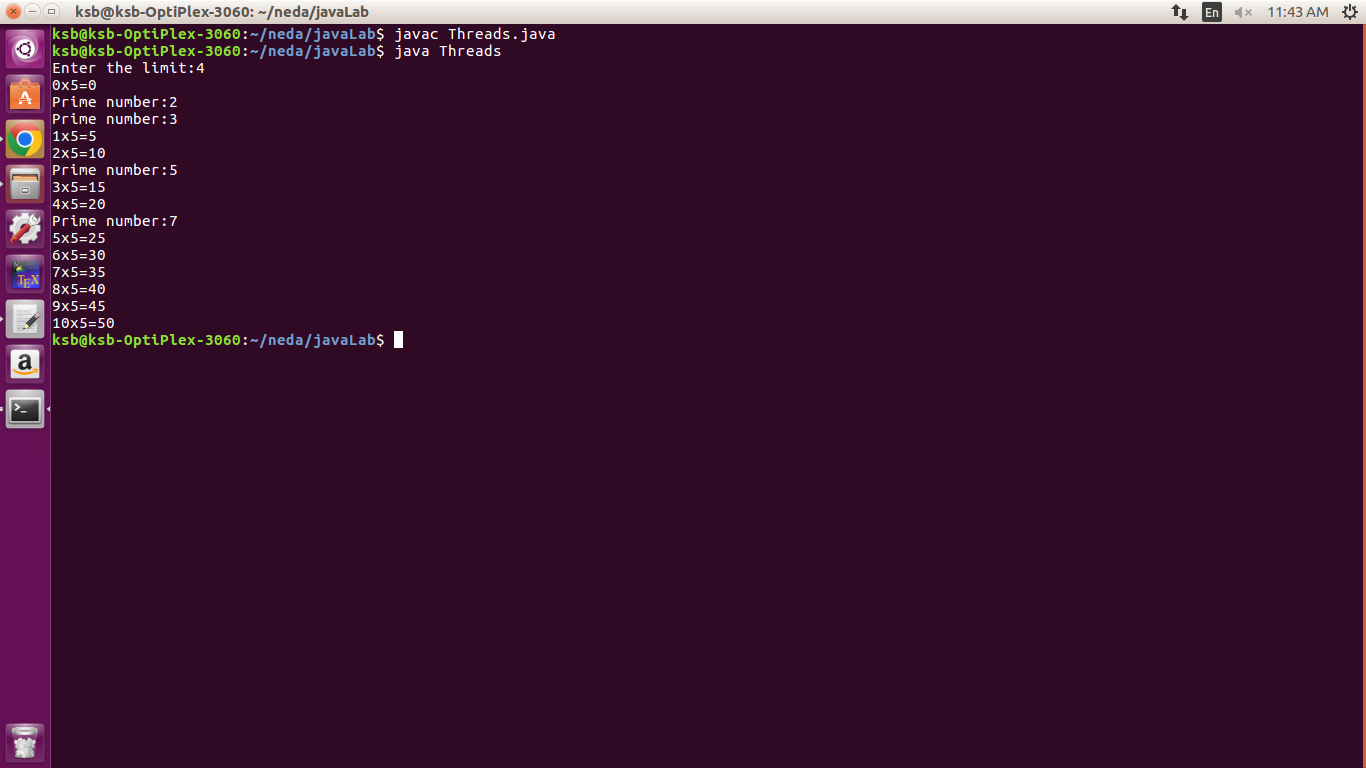 ksb@ksb-OptiPlex-3060: ~/neda/javaLab
En
11:43 AM
ksb@ksb-OptiPlex-3060:~/neda/javaLab$ javac Threads.java
ksb@ksb-OptiPlex-3060:~/neda/javaLab$ java Threads
Enter the limit:4
0x5=0
Prime number:2
Prime number:3
1x5=5
2x5=10
Prime number:5
3x5=15
4x5=20
Prime number:7
5x5=25
6x5=30
7x5=35
8x5=40
9x5=45
10x5=50
ksb@ksb-OptiPlex-3060:~/neda/javaLab$
TEX